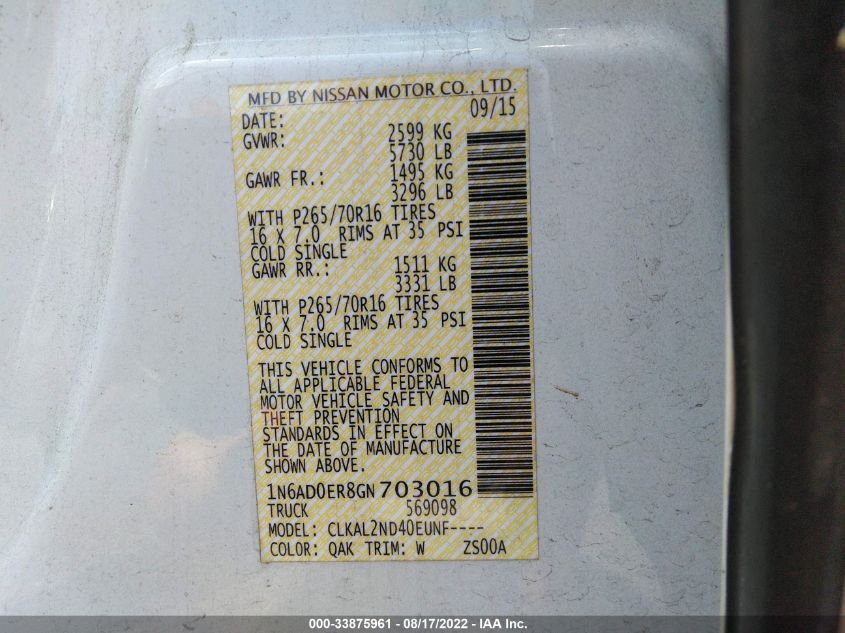 MFD BY NISSAN MOTOR CO., LTD.
DATE: 09/15
GVWR: 2599 KG
5730 LB
GAWR FR.: 1495 KG
3296 LB
WITH P265/70R16 TIRES
16 X 7.0 RIMS AT 35 PSI
COLD SINGLE
GAWR RR.: 1511 KG
3331 LB
WITH P265/70R16 TIRES
16 X 7.0 RIMS AT 35 PSI
COLD SINGLE
THIS VEHICLE CONFORMS TO
ALL APPLICABLE FEDERAL
MOTOR VEHICLE SAFETY AND
THEFT PREVENTION
STANDARDS IN EFFECT ON
THE DATE OF MANUFACTURE
SHOWN ABOVE.
1N6AD0ER8GN703016
TRUCK 569098
MODEL: CLKAL2ND40EUNF----
COLOR: QAK TRIM: W ZS00A
000-33875961 - 08/17/2022 - IAA Inc.